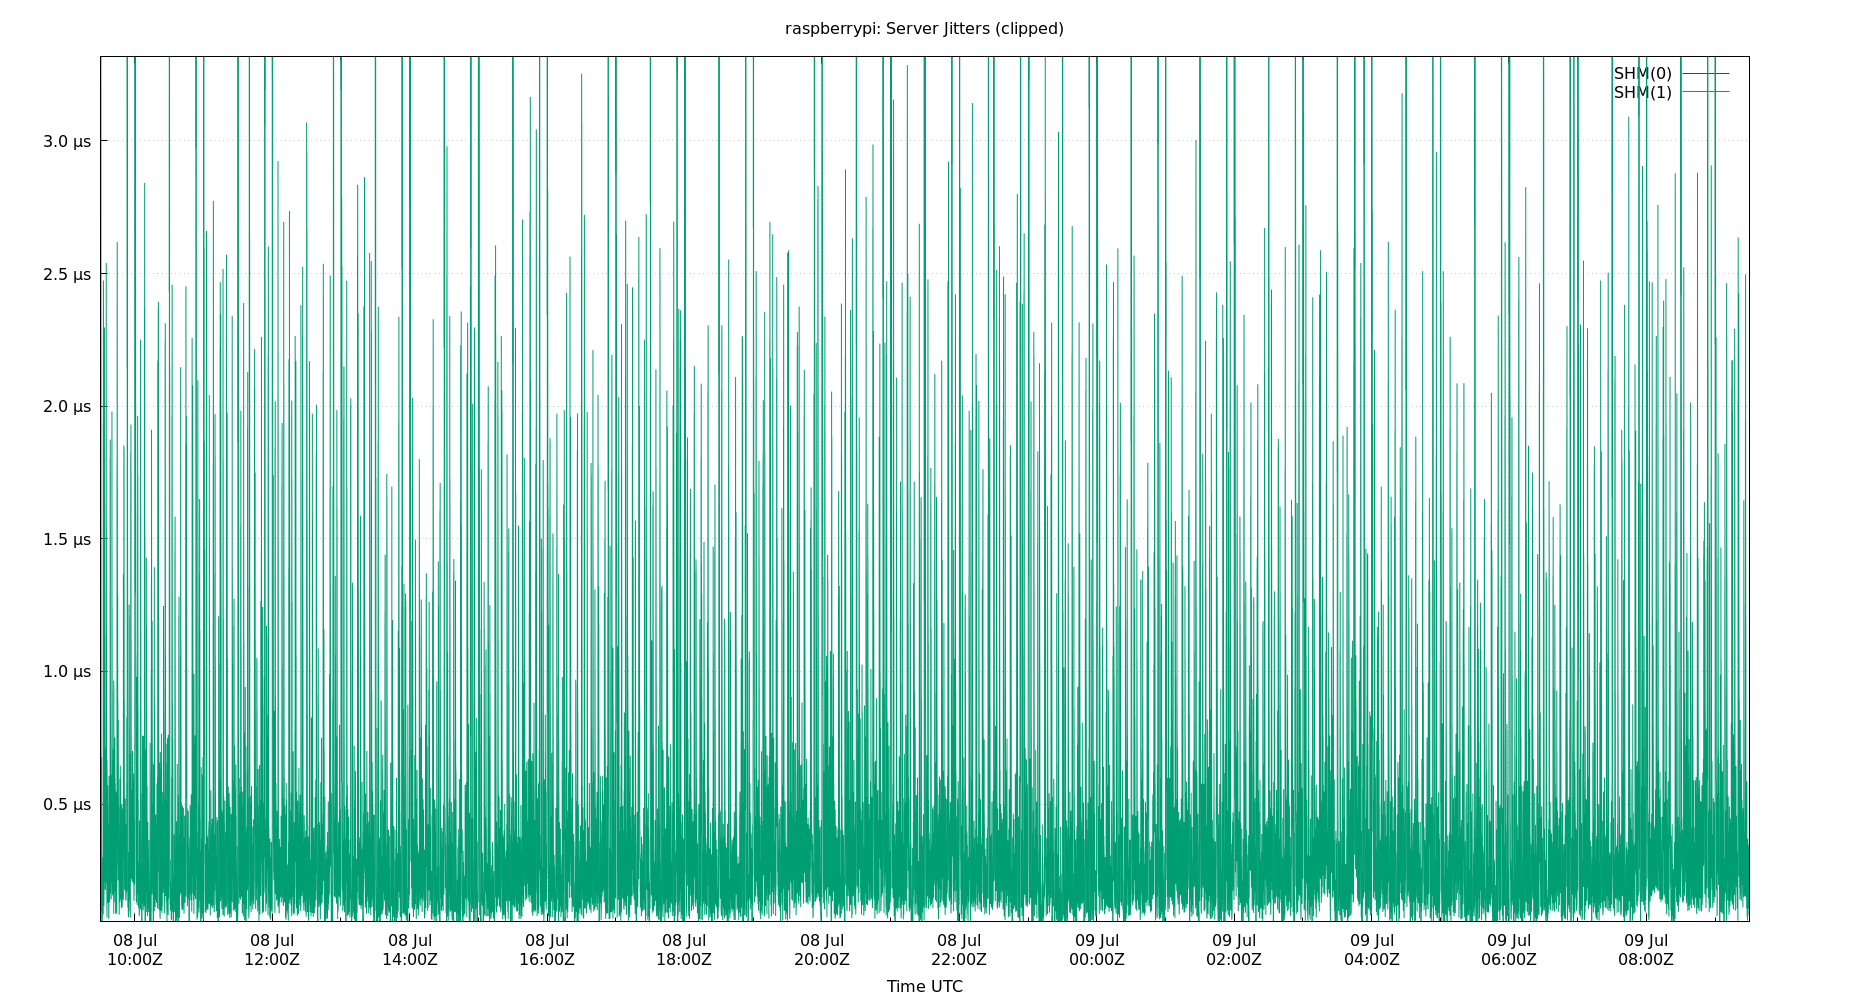 raspberrypi: Server Jitters (clipped)
SHM(0)
SHM(1)
3.0 µs
2.5 µs
2.0 µs
1.5 µs
1.0 µs
0.5 µs
08 Jul 08 Jul 08 Jul 08 Jul 08 Jul 08 Jul 08 Jul 09 Jul 09 Jul 09 Jul 09 Jul 09 Jul
10:00Z 12:00Z 14:00Z 16:00Z 18:00Z 20:00Z 22:00Z 00:00Z 02:00Z 04:00Z 06:00Z 08:00Z
Time UTC